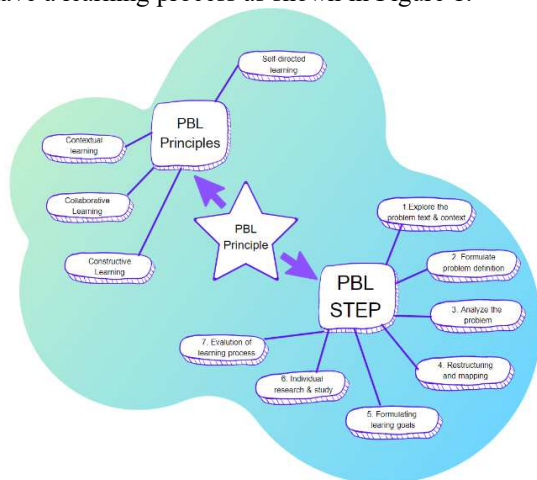 ave a learning process as shown in Figure 1.
Self-directed
learning
PBL
Principles
Contextual
learning
Collaborative
Learning
Constructive
Learning
PBL
Principle
1.Explore the
problem text & context
2. Formulate
problem definition
PBL
STEP
3. Analyze the
problem
4. Restructuring
and mapping
5. Formulating
learing goals
6. Individual
research & study
7. Evalution of
learning process